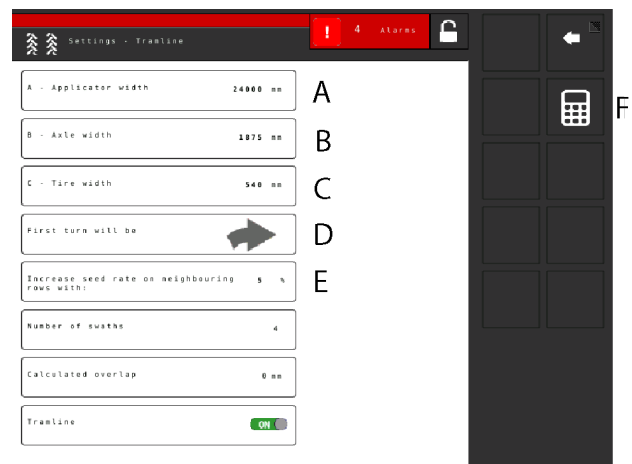 Settings - Tramline
! 4 Alarms
A - Applicator width 24000 mm
A
B - Axle width 1875 mm
B
C - Tire width 540 mm
C
First turn will be
D
Increase seed rate on neighbouring 5 %
rows with:
E
Number of swaths 4
Calculated overlap 0 mm
Tramline ON
F